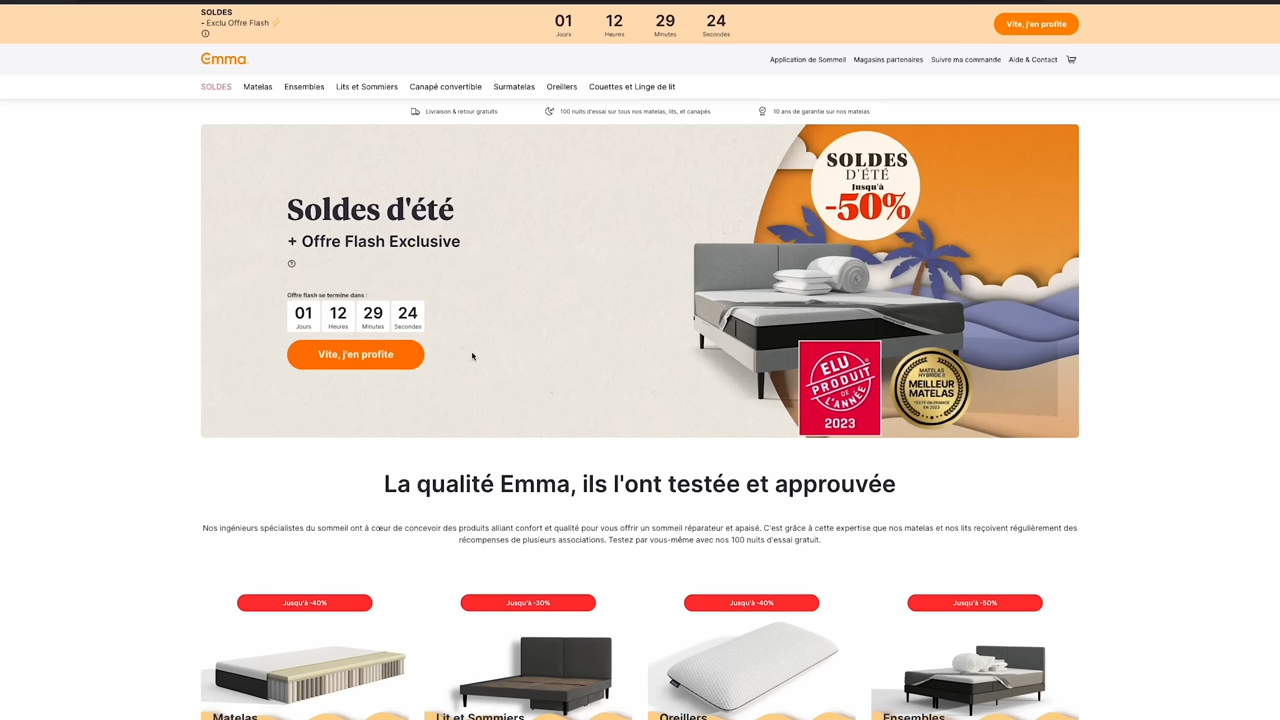 SOLDES
- Exclu Offre Flash ⚡
01 12 29 24
Jours Heures Minutes Secondes
Vite, j'en profite
Emma
Application de Sommeil Magasins partenaires Suivre ma commande Aide & Contact
SOLDES Matelas Ensembles Lits et Sommiers Canapé convertible Surmatelas Oreillers Couettes et Linge de lit
Livraison & retour gratuits 100 nuits d'essai sur tous nos matelas, lits, et canapés 10 ans de garantie sur nos matelas
Soldes d'été
+ Offre Flash Exclusive
Offre flash se termine dans :
01 12 29 24
Jours Heures Minutes Secondes
Vite, j'en profite
SOLDES
D'ÉTÉ
Jusqu'à
-50%
ELU
PRODUIT
DE
L'ANNÉE
2023
MATELAS
HYBRIDE II
MEILLEUR
MATELAS
TESTÉ EN FRANCE
EN 2023
La qualité Emma, ils l'ont testée et approuvée
Nos ingénieurs spécialistes du sommeil ont à cœur de concevoir des produits alliant confort et qualité pour vous offrir un sommeil réparateur et apaisé. C'est grâce à cette expertise que nos matelas et nos lits reçoivent régulièrement des
récompenses de plusieurs associations. Testez par vous-même avec nos 100 nuits d'essai gratuit.
Jusqu'à -40% Jusqu'à -30% Jusqu'à -40% Jusqu'à -50%
Matelas Lit et Sommiers Oreillers Ensembles